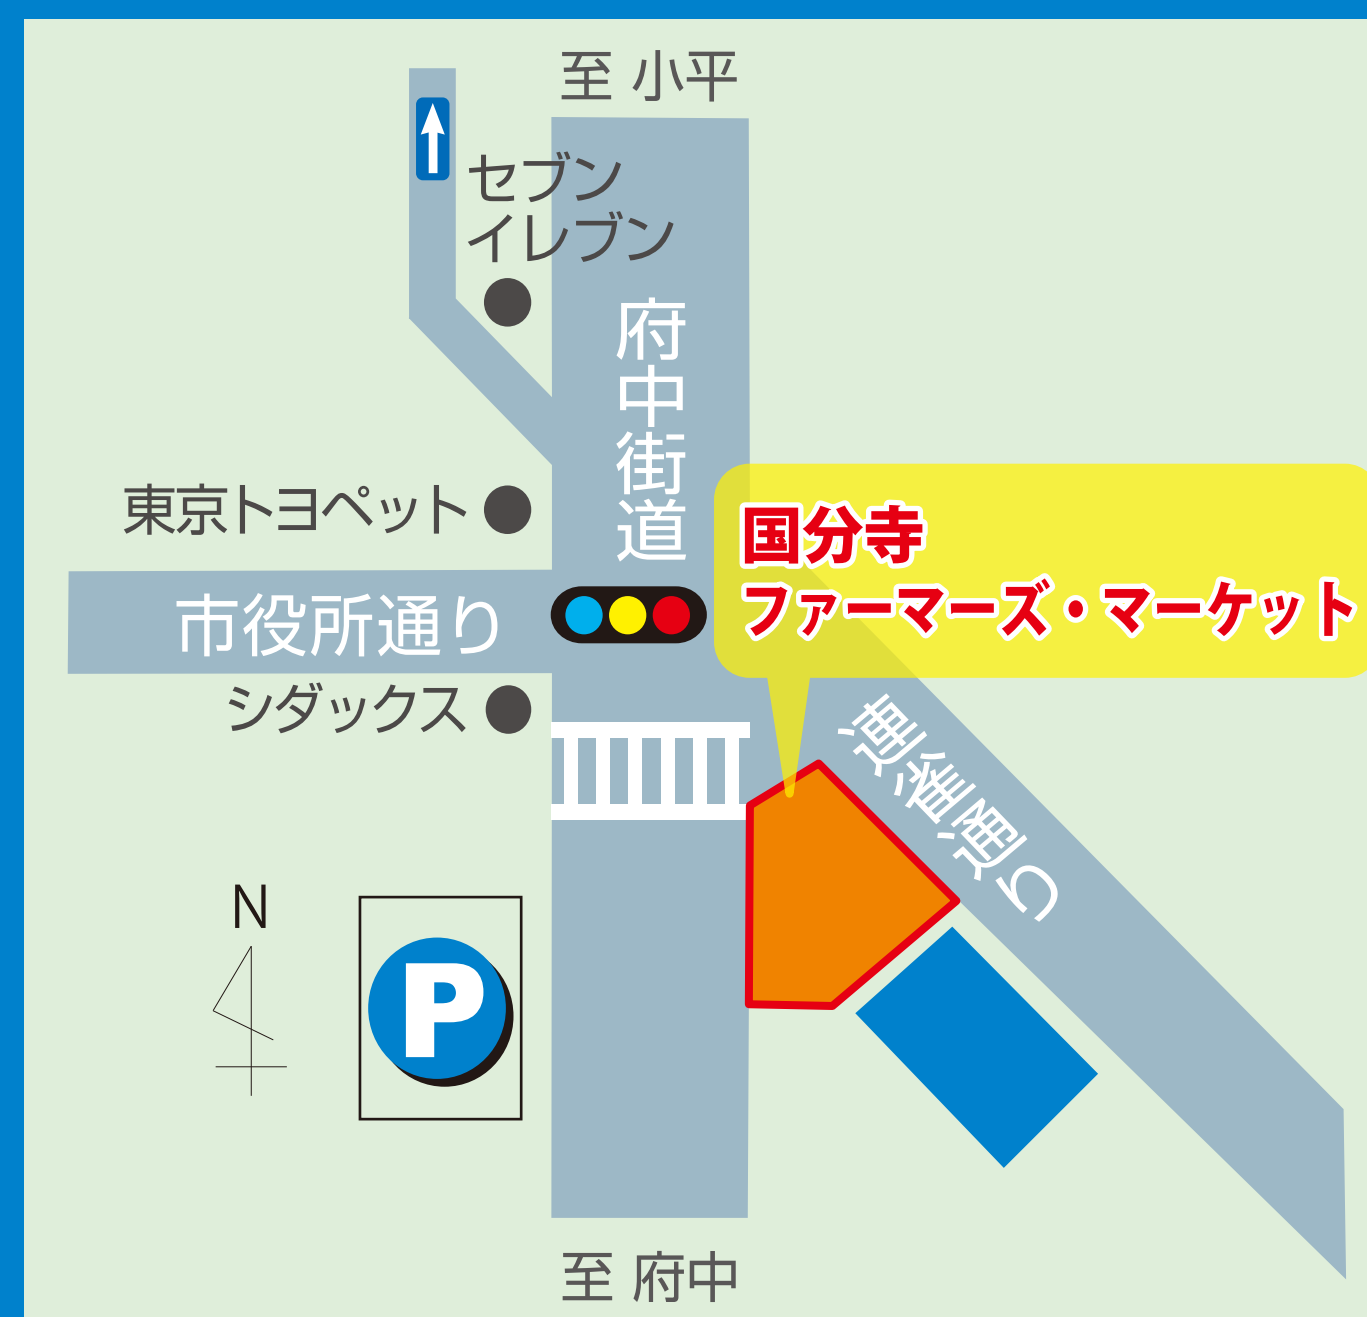 至 小平
セブン
イレブン
府中街道
東京トヨペット
国分寺
ファーマーズ・マーケット
市役所通り
シダックス
連雀通り
N
P
至 府中